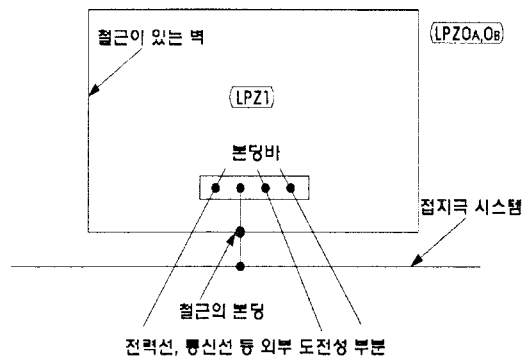 철근이 있는 벽
(LPZ0A,0B)
(LPZ1)
본딩바
접지극 시스템
철근의 본딩
전력선, 통신선 등 외부 도전성 부분